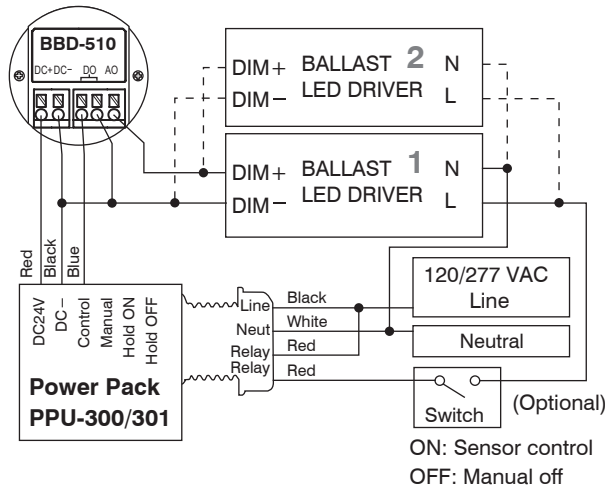 BBD-510
DC+ DC− DO AO
DIM+ BALLAST 2 N
DIM− LED DRIVER L
DIM+ BALLAST 1 N
DIM− LED DRIVER L
Red
Black
Blue
DC24V
DC−
Control
Manual
Hold ON
Hold OFF
Power Pack
PPU-300/301
Line
Neut
Relay
Relay
Black
White
Red
Red
120/277 VAC
Line
Neutral
Switch
(Optional)
ON: Sensor control
OFF: Manual off